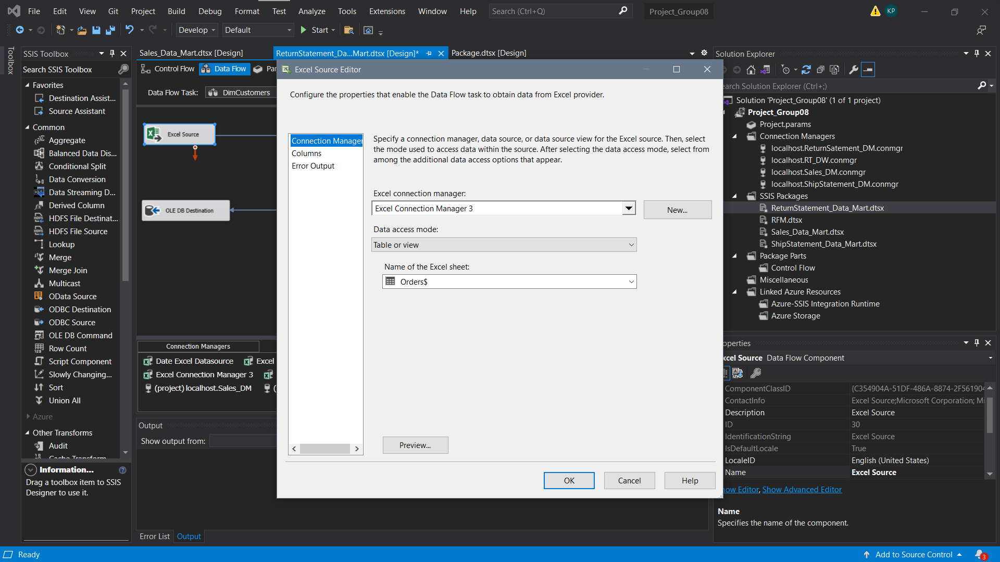 File Edit View Git Project Build Debug Format Test Analyze Tools Extensions Window Help Search (Ctrl+Q) Project_Group08 KP
Develop Default Start
Toolbox
SSIS Toolbox
Search SSIS Toolbox
Favorites
Destination Assist...
Source Assistant
Common
Aggregate
Balanced Data Dis...
Conditional Split
Data Conversion
Data Streaming D...
Derived Column
HDFS File Destinat...
HDFS File Source
Lookup
Merge
Merge Join
Multicast
OData Source
ODBC Destination
ODBC Source
OLE DB Command
Row Count
Script Component
Slowly Changing...
Sort
Union All
Azure
Other Transforms
Audit
Cache Transform
Information...
Drag a toolbox item to SSIS
Designer to use it.
Sales_Data_Mart.dtsx [Design] ReturnStatement_Da...Mart.dtsx [Design]* Package.dtsx [Design]
Control Flow Data Flow Par
Data Flow Task: DimCustomers
Excel Source
OLE DB Destination
Connection Managers
Date Excel Datasource Excel
Excel Connection Manager 3
(project) localhost.Sales_DM (
Output
Show output from:
Error List Output
Excel Source Editor
Configure the properties that enable the Data Flow task to obtain data from Excel provider.
Connection Manager
Columns
Error Output
Specify a connection manager, data source, or data source view for the Excel source. Then, select
the mode used to access data within the source. After selecting the data access mode, select from
among the additional data access options that appear.
Excel connection manager:
Excel Connection Manager 3 New...
Data access mode:
Table or view
Name of the Excel sheet:
Orders$
Preview...
OK Cancel Help
Solution Explorer
earch Solution Explorer (Ctrl+;)
Solution 'Project_Group08' (1 of 1 project)
Project_Group08
Project.params
Connection Managers
localhost.ReturnSatement_DM.conmgr
localhost.RT_DW.conmgr
localhost.Sales_DM.conmgr
localhost.ShipStatement_DM.conmgr
SSIS Packages
ReturnStatement_Data_Mart.dtsx
RFM.dtsx
Sales_Data_Mart.dtsx
ShipStatement_Data_Mart.dtsx
Package Parts
Control Flow
Miscellaneous
Linked Azure Resources
Azure-SSIS Integration Runtime
Azure Storage
operties
xcel Source Data Flow Component
ComponentClassID {C354904A-51DF-486A-8874-2F561904
ContactInfo Excel Source;Microsoft Corporation; Mi
Description Excel Source
ID 30
IdentificationString Excel Source
IsDefaultLocale True
LocaleID English (United States)
Name Excel Source
how Editor, Show Advanced Editor
Name
Specifies the name of the component.
Ready Add to Source Control 3